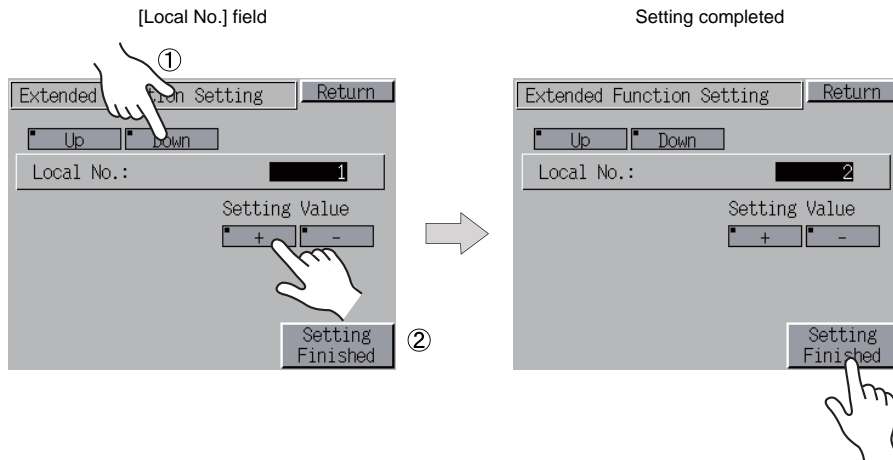 [Local No.] field
①
Extended Function Setting Return
Up Down
Local No.: 1
Setting Value
+ -
Setting
Finished
②
Setting completed
Extended Function Setting Return
Up Down
Local No.: 2
Setting Value
+ -
Setting
Finished